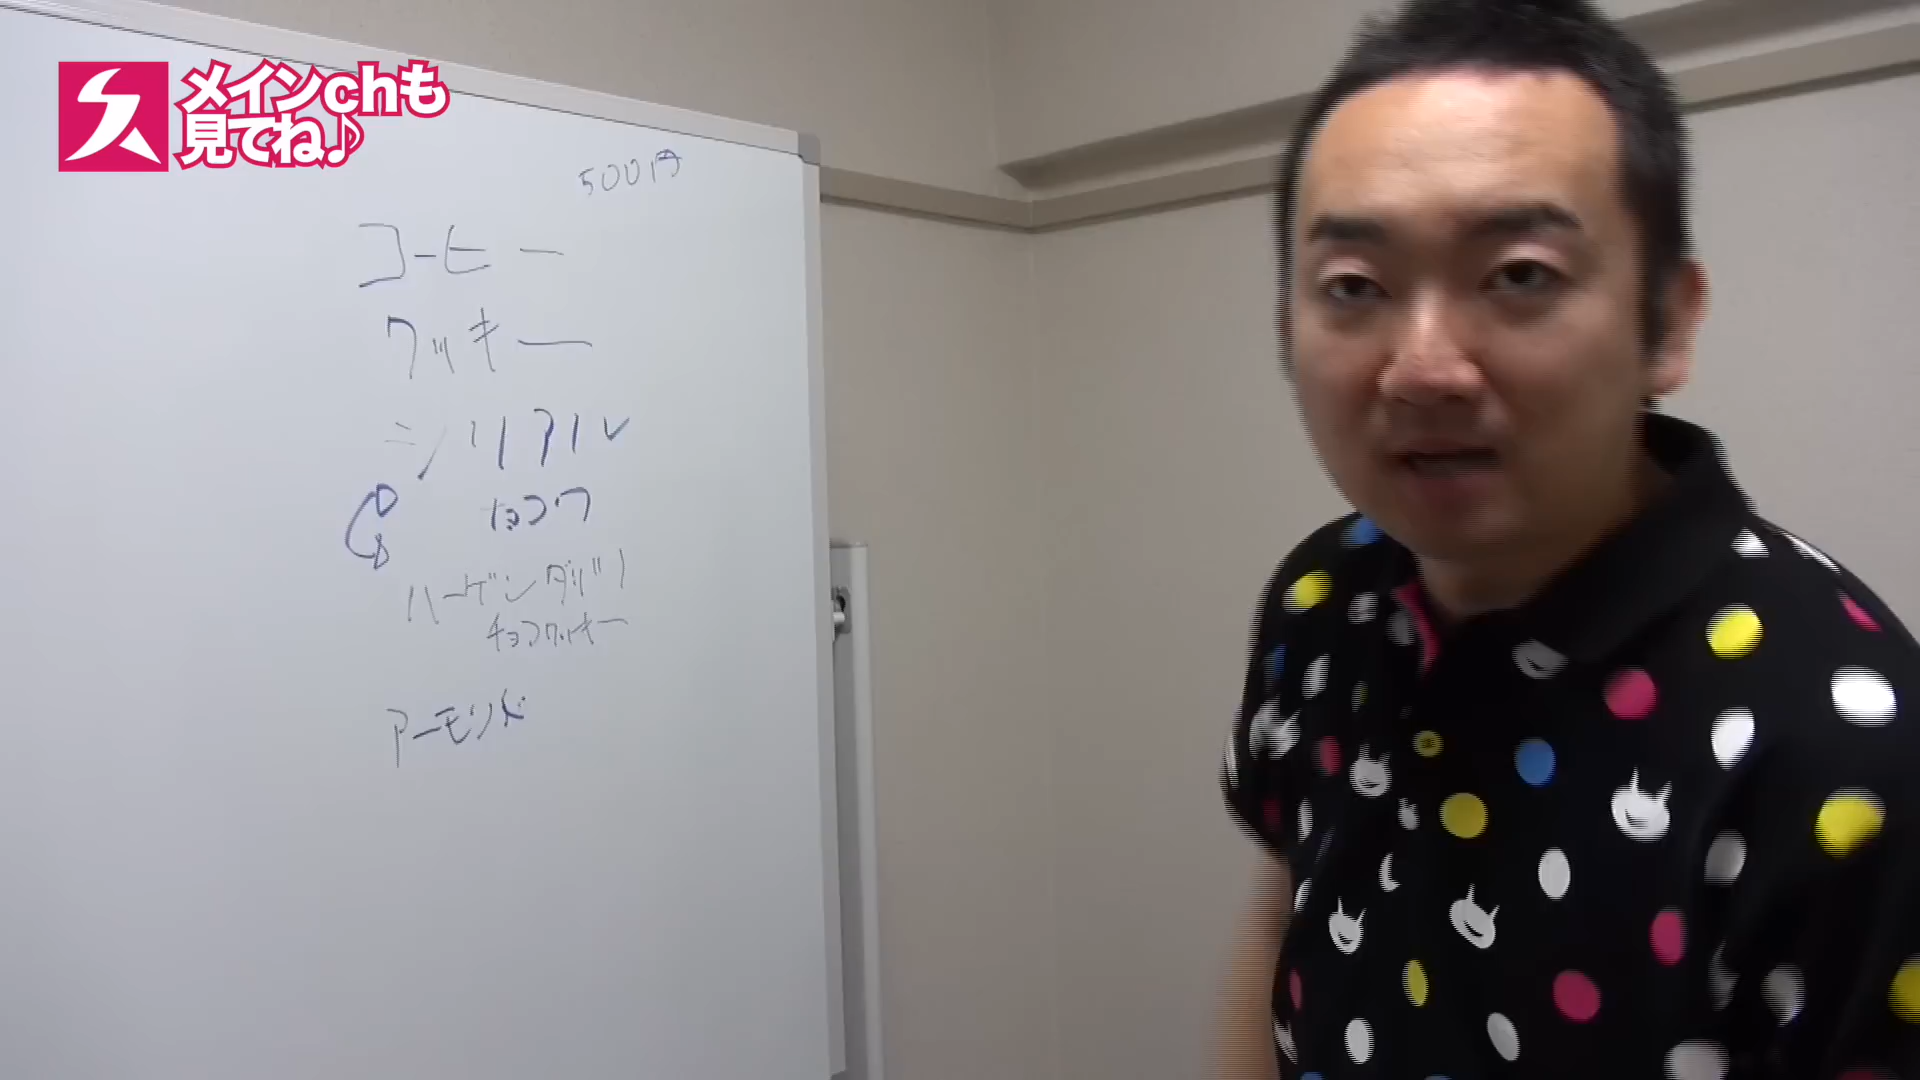 メインchも
見てね♪
500円
コーヒー
クッキー
シリアル
チョコワ
ハーゲンダッツ
チョコクッキー
アーモンド